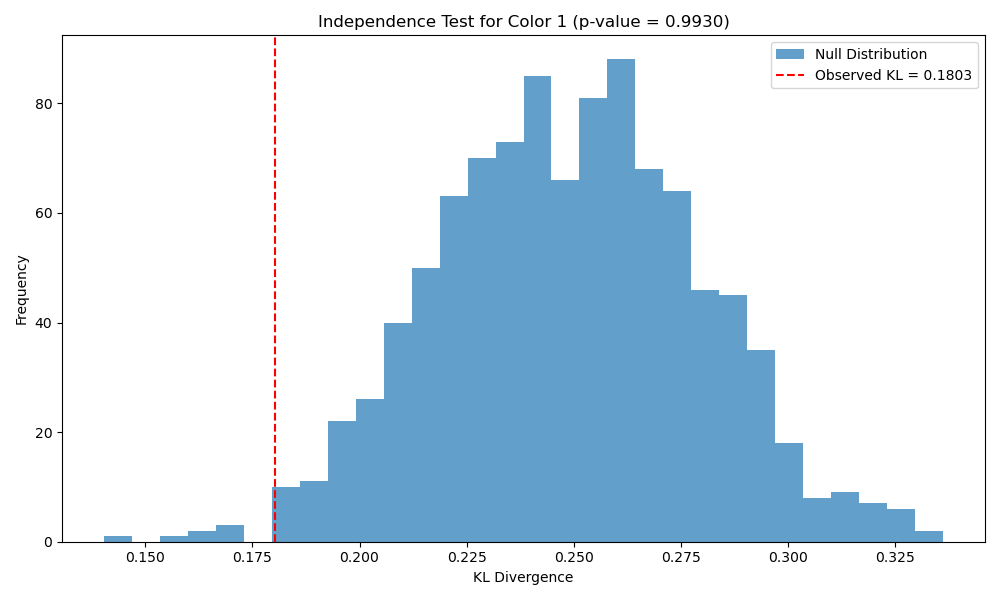 Independence Test for Color 1 (p-value = 0.9930)
Null Distribution
Observed KL = 0.1803
Frequency
80
60
40
20
0
0.150 0.175 0.200 0.225 0.250 0.275 0.300 0.325
KL Divergence